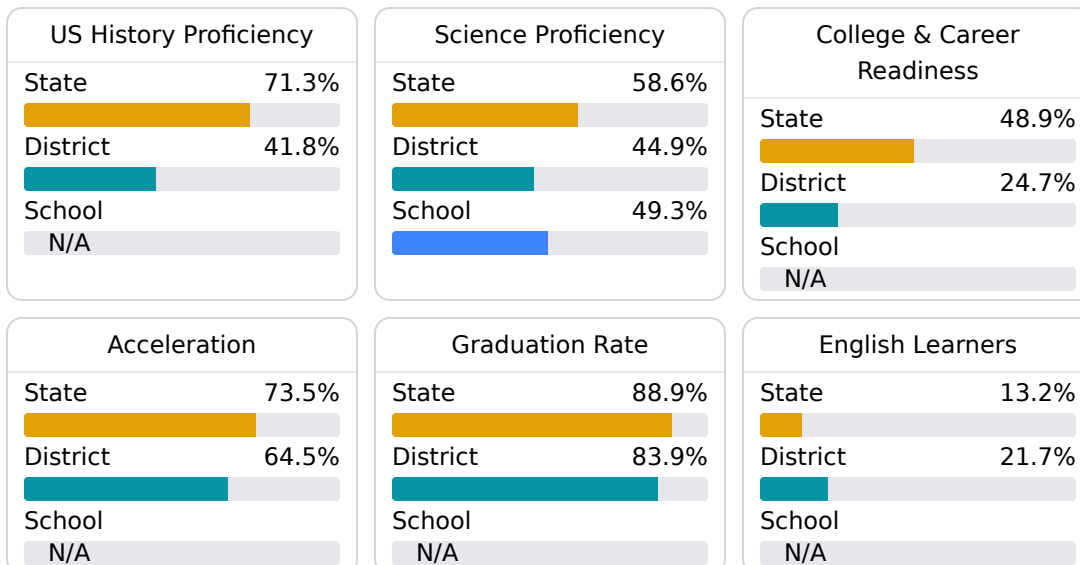 US History Proficiency
State 71.3%
District 41.8%
School
N/A
Science Proficiency
State 58.6%
District 44.9%
School 49.3%
College & Career
Readiness
State 48.9%
District 24.7%
School
N/A
Acceleration
State 73.5%
District 64.5%
School
N/A
Graduation Rate
State 88.9%
District 83.9%
School
N/A
English Learners
State 13.2%
District 21.7%
School
N/A